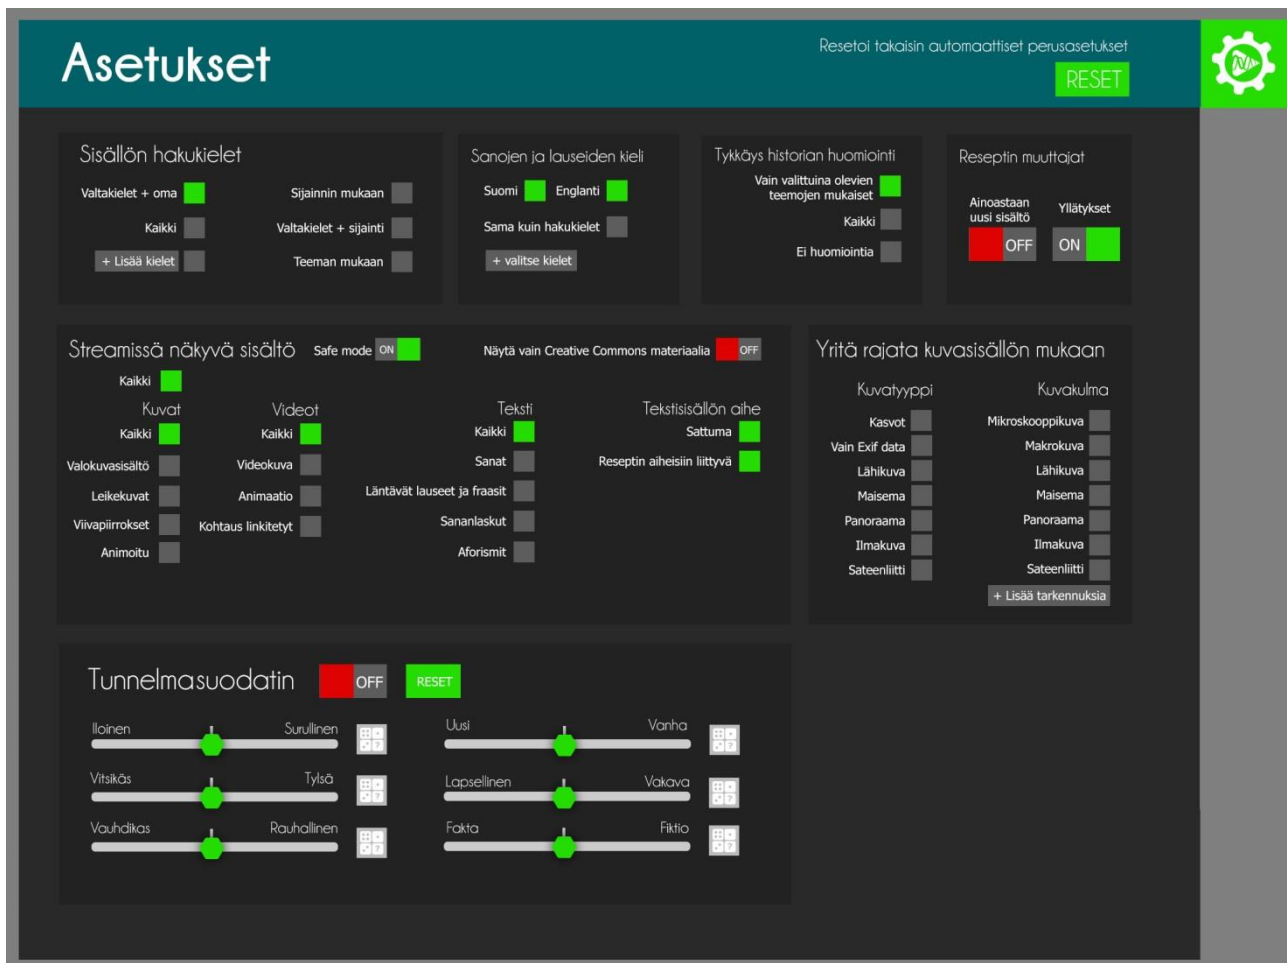 Asetukset
Resetoi takaisin automaattiset perusasetukset
RESET
Sisällön hakukielet
Valtakielet + oma
Sijainnin mukaan
Kaikki
Valtakielet + sijainti
+ Lisää kielet
Teeman mukaan
Sanojen ja lauseiden kieli
Suomi
Englanti
Sama kuin hakukielet
+ valitse kielet
Tykkäys historian huomiointi
Vain valittuina olevien
teemojen mukaiset
Kaikki
Ei huomiointia
Reseptin muuttajat
Ainoastaan
uusi sisältö
Yllätykset
OFF
ON
Streamissä näkyvä sisältö
Safe mode
ON
Näytä vain Creative Commons materiaalia
OFF
Kaikki
Kuvat
Kaikki
Valokuvasisältö
Leikekuvat
Viivapiirrokset
Animoitu
Videot
Kaikki
Videokuva
Animaatio
Kohtaus linkitetyt
Teksti
Kaikki
Sanat
Läntävät lauseet ja fraasit
Sananlaskut
Aforismit
Tekstisisällön aihe
Sattuma
Reseptin aiheisiin liittyvä
Yritä rajata kuvasisällön mukaan
Kuvatyyppi
Kasvot
Vain Exif data
Lähikuva
Maisema
Panoraama
Ilmakuva
Sateenliitti
Kuvakulma
Mikroskooppikuva
Makrokuva
Lähikuva
Maisema
Panoraama
Ilmakuva
Sateenliitti
+ Lisää tarkennuksia
Tunnelmasuodatin
OFF
RESET
Iloinen
Surullinen
Uusi
Vanha
Vitsikäs
Tylsä
Lapsellinen
Vakava
Vauhdikas
Rauhallinen
Fakta
Fiktio